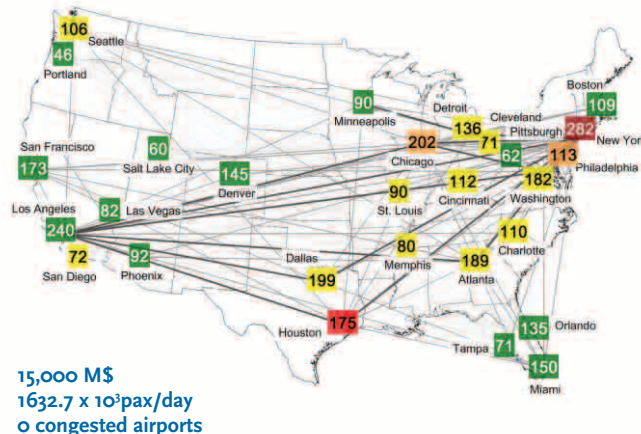 106
Seattle
46
Portland
Boston
109
90
Minneapolis
Detroit
136
Cleveland
71
Pittsburgh
282
New York
San Francisco
173
60
Salt Lake City
145
Denver
202
Chicago
62
113
Philadelphia
82
Las Vegas
90
St. Louis
112
Cincinnati
182
Washington
Los Angeles
240
72
San Diego
92
Phoenix
Dallas
199
80
Memphis
189
Atlanta
110
Charlotte
Houston
175
135
Orlando
Tampa
71
150
Miami
15,000 M$
1632.7 x 10³pax/day
0 congested airports